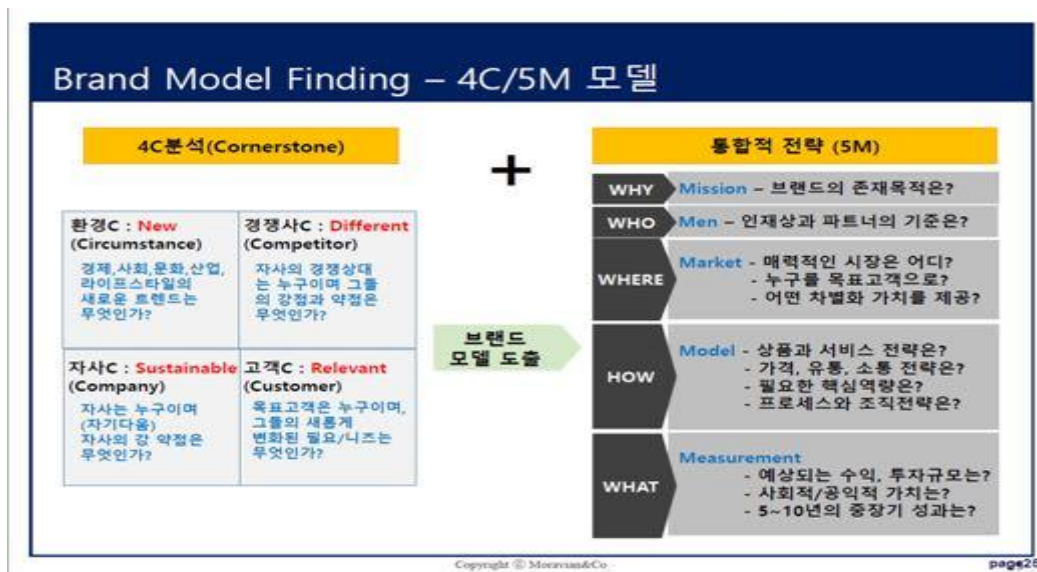 Brand Model Finding – 4C/5M 모델
4C분석(Cornerstone)
환경C : New
(Circumstance)
경제,사회,문화,산업,
라이프스타일의
새로운 트렌드는
무엇인가?
경쟁사C : Different
(Competitor)
자사의 경쟁상대
는 누구이며 그들
의 강점과 약점은
무엇인가?
자사C : Sustainable
(Company)
자사는 누구이며
(자기다움)
자사의 강 약점은
무엇인가?
고객C : Relevant
(Customer)
목표고객은 누구이며,
그들의 새롭게
변화된 필요/니즈는
무엇인가?
+
브랜드
모델 도출
통합적 전략 (5M)
WHY Mission – 브랜드의 존재목적은?
WHO Men – 인재상과 파트너의 기준은?
WHERE
Market - 매력적인 시장은 어디?
- 누구를 목표고객으로?
- 어떤 차별화 가치를 제공?
HOW
Model - 상품과 서비스 전략은?
- 가격, 유통, 소통 전략은?
- 필요한 핵심역량은?
- 프로세스와 조직전략은?
WHAT
Measurement
- 예상되는 수익, 투자규모는?
- 사회적/공익적 가치는?
- 5~10년의 중장기 성과는?
Copyright ⓒ Moravian&Co
page25